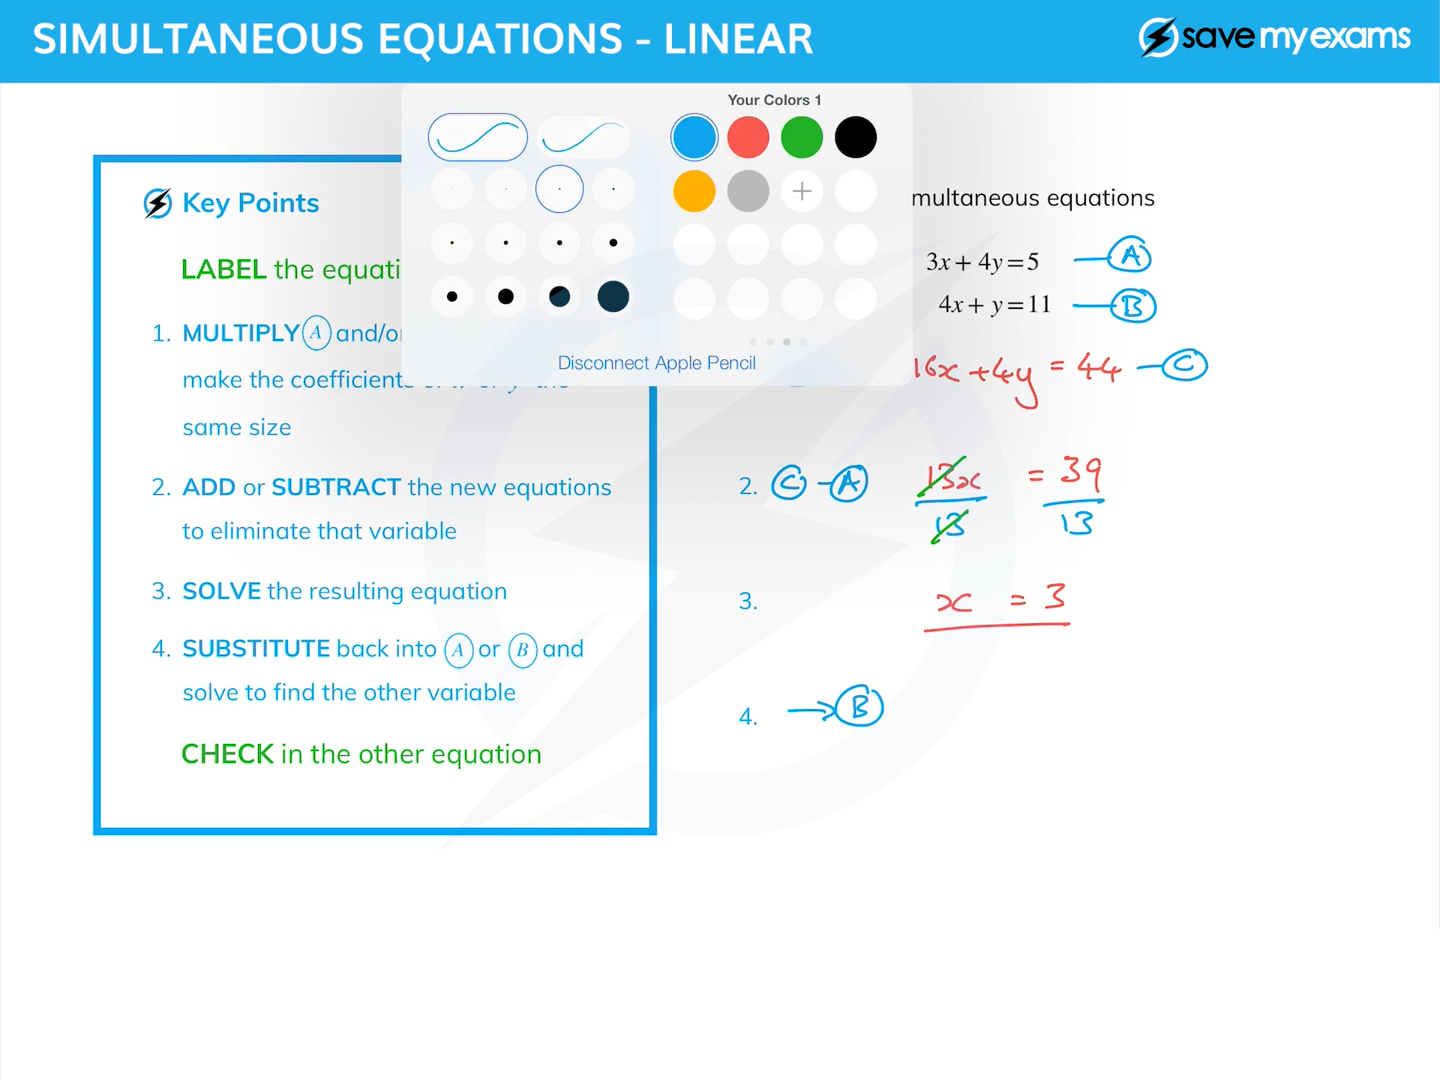 SIMULTANEOUS EQUATIONS - LINEAR
save my exams
Your Colors 1
Disconnect Apple Pencil
Key Points
LABEL the equati
1. MULTIPLY A and/or
make the coefficients
same size
2. ADD or SUBTRACT the new equations
to eliminate that variable
3. SOLVE the resulting equation
4. SUBSTITUTE back into A or B and
solve to find the other variable
CHECK in the other equation
multaneous equations
3x + 4y = 5 — A
4x + y = 11 — B
16x + 4y = 44 — C
2. C - A 13x/13 = 39/13
3. x = 3
4. → B